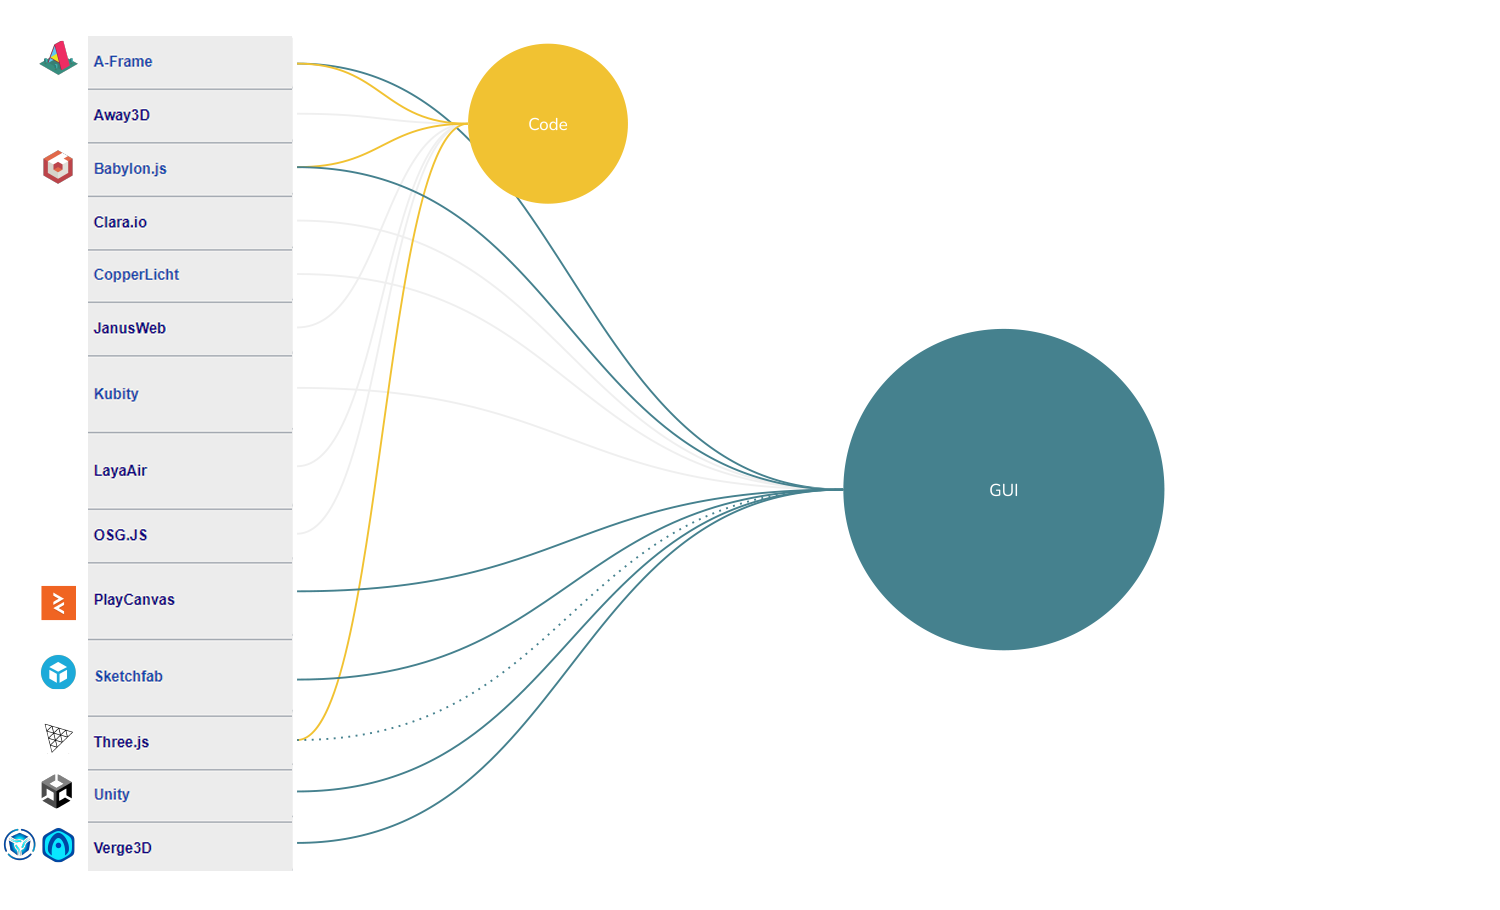 A-Frame
Away3D
Babylon.js
Clara.io
CopperLicht
JanusWeb
Kubity
LayaAir
OSG.JS
PlayCanvas
Sketchfab
Three.js
Unity
Verge3D
Code
GUI